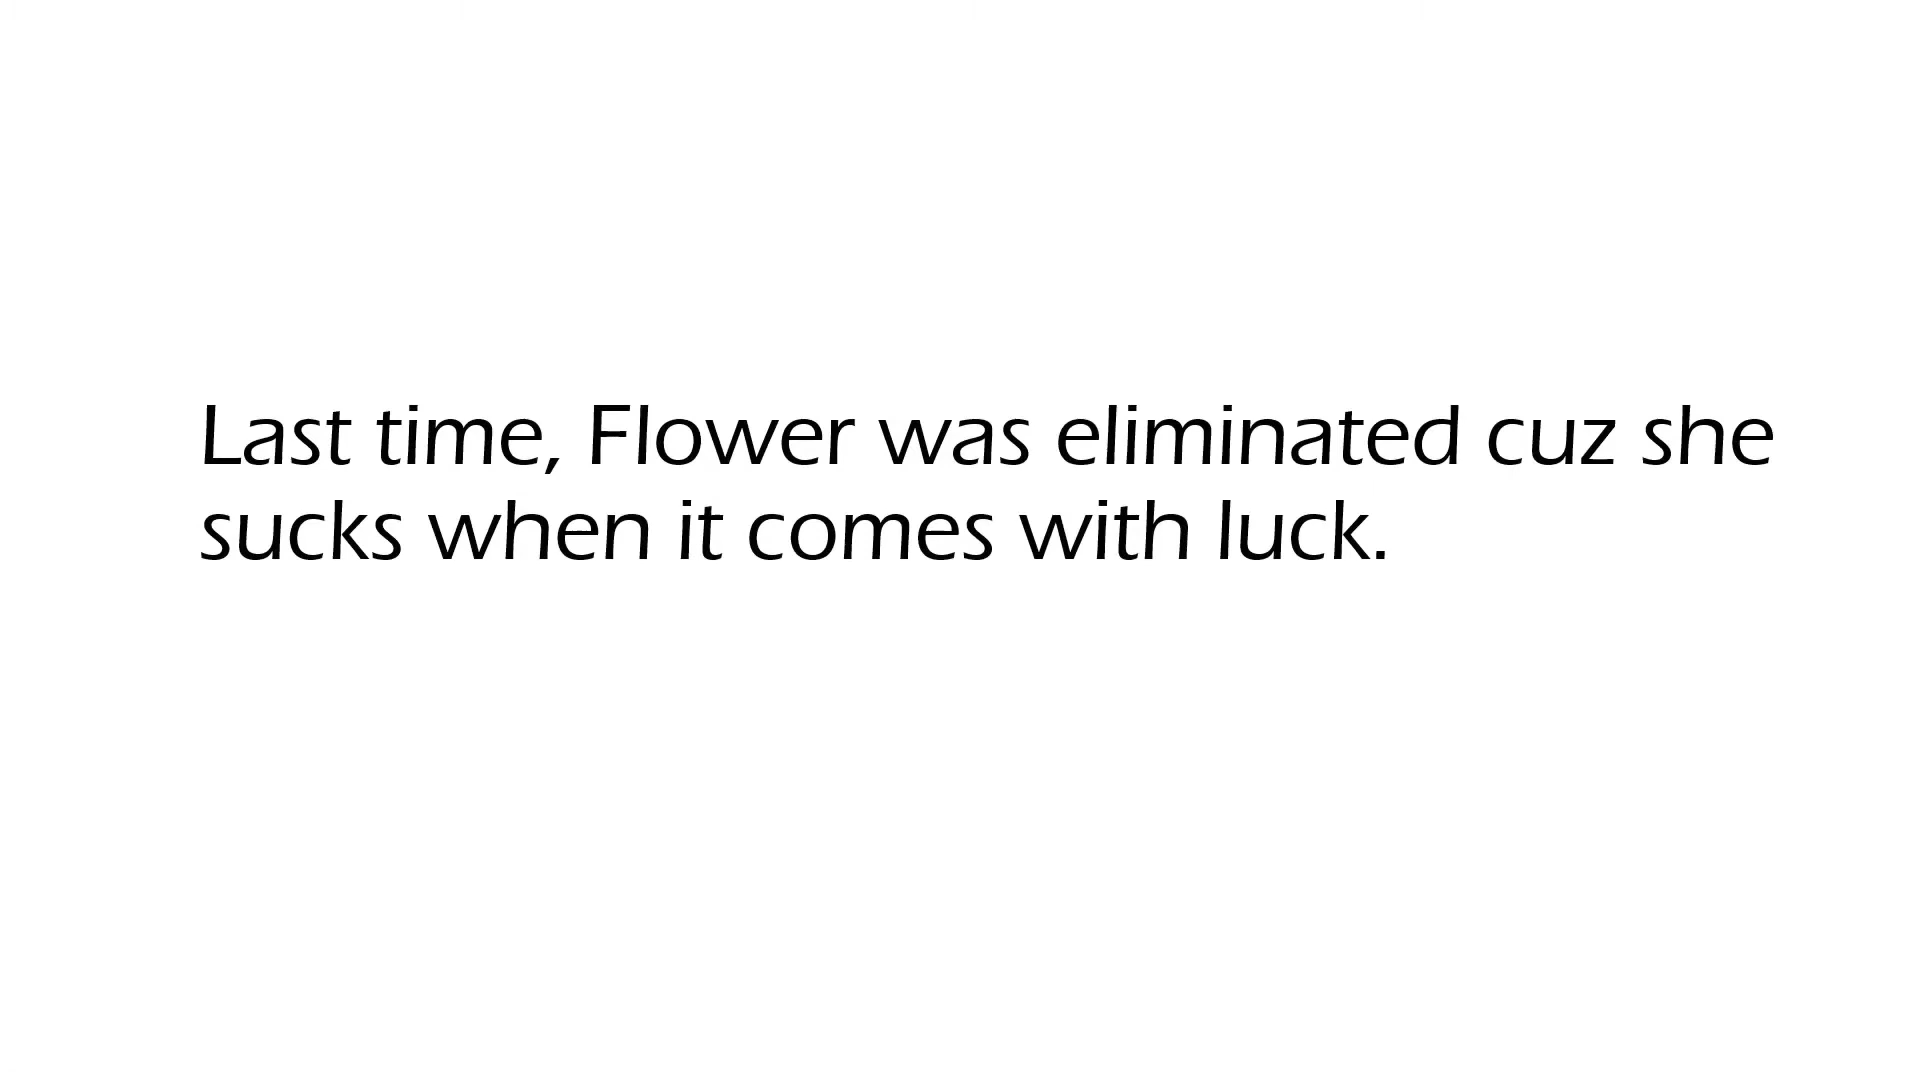 Last time, Flower was eliminated cuz she
sucks when it comes with luck.